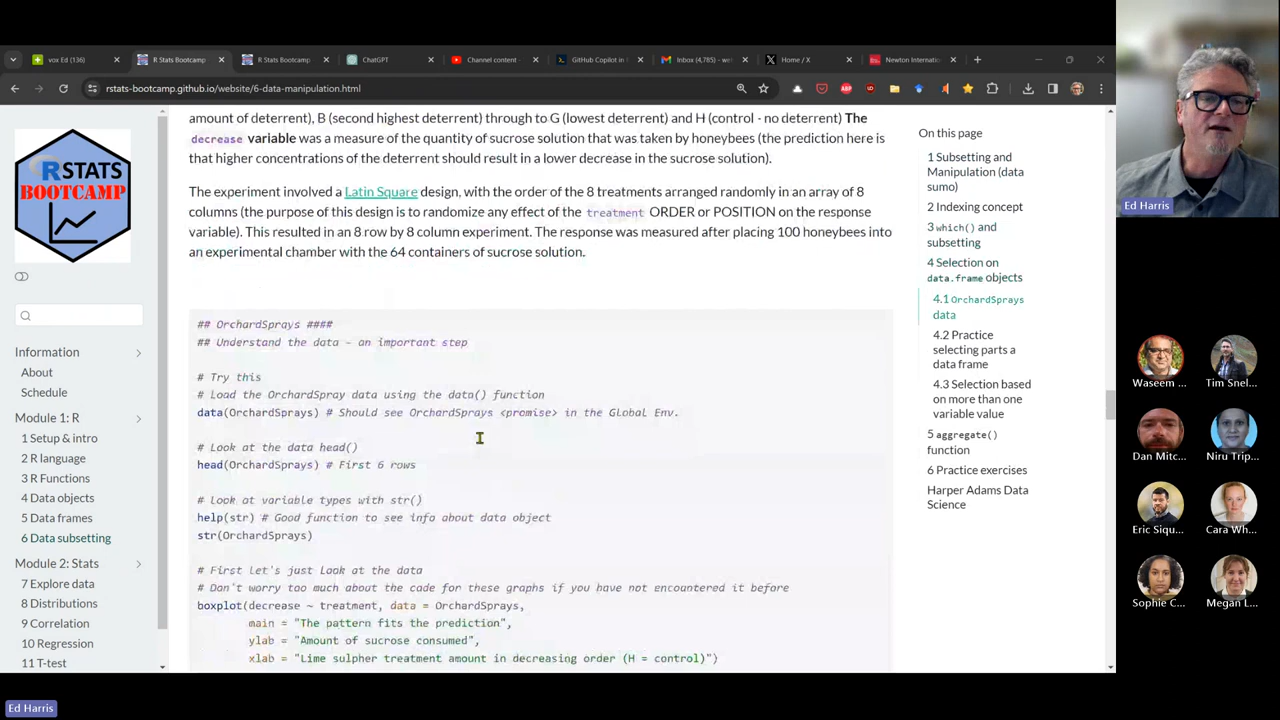 vox Ed (136)
R Stats Bootcamp
R Stats Bootcamp
ChatGPT
Channel content
GitHub Copilot in
Inbox (4,785) - we
Home / X
Newton Internatio
rstats-bootcamp.github.io/website/6-data-manipulation.html
RSTATS
BOOTCAMP
Information
About
Schedule
Module 1: R
1 Setup & intro
2 R language
3 R Functions
4 Data objects
5 Data frames
6 Data subsetting
Module 2: Stats
7 Explore data
8 Distributions
9 Correlation
10 Regression
11 T-test
amount of deterrent), B (second highest deterrent) through to G (lowest deterrent) and H (control - no deterrent) The
decrease variable was a measure of the quantity of sucrose solution that was taken by honeybees (the prediction here is
that higher concentrations of the deterrent should result in a lower decrease in the sucrose solution).
The experiment involved a Latin Square design, with the order of the 8 treatments arranged randomly in an array of 8
columns (the purpose of this design is to randomize any effect of the treatment ORDER or POSITION on the response
variable). This resulted in an 8 row by 8 column experiment. The response was measured after placing 100 honeybees into
an experimental chamber with the 64 containers of sucrose solution.
## OrchardSprays ####
## Understand the data - an important step
# Try this
# Load the OrchardSpray data using the data() function
data(OrchardSprays) # Should see OrchardSprays <promise> in the Global Env.
# Look at the data head()
head(OrchardSprays) # First 6 rows
# Look at variable types with str()
help(str) # Good function to see info about data object
str(OrchardSprays)
# First let's just Look at the data
# Don't worry too much about the code for these graphs if you have not encountered it before
boxplot(decrease ~ treatment, data = OrchardSprays,
main = "The pattern fits the prediction",
ylab = "Amount of sucrose consumed",
xlab = "Lime sulpher treatment amount in decreasing order (H = control)")
On this page
1 Subsetting and
Manipulation (data
sumo)
2 Indexing concept
3 which() and
subsetting
4 Selection on
data.frame objects
4.1 OrchardSprays
data
4.2 Practice
selecting parts a
data frame
4.3 Selection based
on more than one
variable value
5 aggregate()
function
6 Practice exercises
Harper Adams Data
Science
Ed Harris
Waseem ...
Tim Snel...
Dan Mitc...
Niru Trip...
Eric Siqu...
Cara Wh...
Sophie C...
Megan L...
Ed Harris